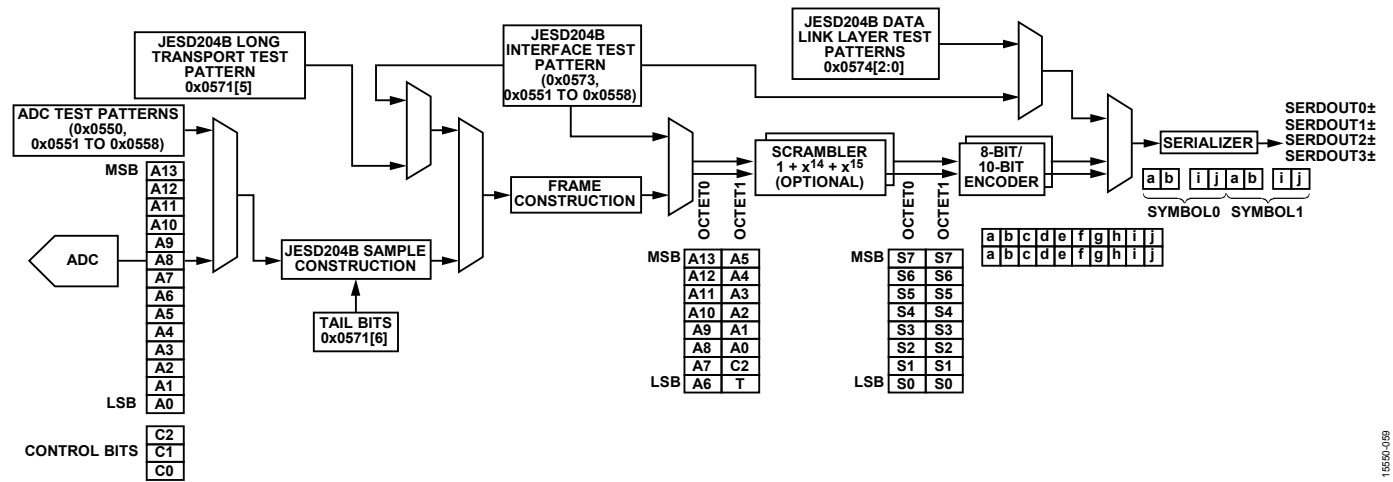 JESD204B LONG
TRANSPORT TEST
PATTERN
0x0571[5]
JESD204B
INTERFACE TEST
PATTERN
(0x0573,
0x0551 TO 0x0558)
JESD204B DATA
LINK LAYER TEST
PATTERNS
0x0574[2:0]
ADC TEST PATTERNS
(0x0550,
0x0551 TO 0x0558)
MSB A13
A12
A11
A10
A9
A8
A7
A6
A5
A4
A3
A2
A1
LSB A0
CONTROL BITS
C2
C1
C0
ADC
JESD204B SAMPLE
CONSTRUCTION
TAIL BITS
0x0571[6]
FRAME
CONSTRUCTION
OCTET0 OCTET1
MSB A13 A5
A12 A4
A11 A3
A10 A2
A9 A1
A8 A0
A7 C2
LSB A6 T
SCRAMBLER
1 + x14 + x15
(OPTIONAL)
OCTET0 OCTET1
MSB S7 S7
S6 S6
S5 S5
S4 S4
S3 S3
S2 S2
S1 S1
LSB S0 S0
8-BIT/
10-BIT
ENCODER
a b c d e f g h i j
a b c d e f g h i j
SERIALIZER
SERDOUT0±
SERDOUT1±
SERDOUT2±
SERDOUT3±
a b i j a b i j
SYMBOL0 SYMBOL1
15550-059